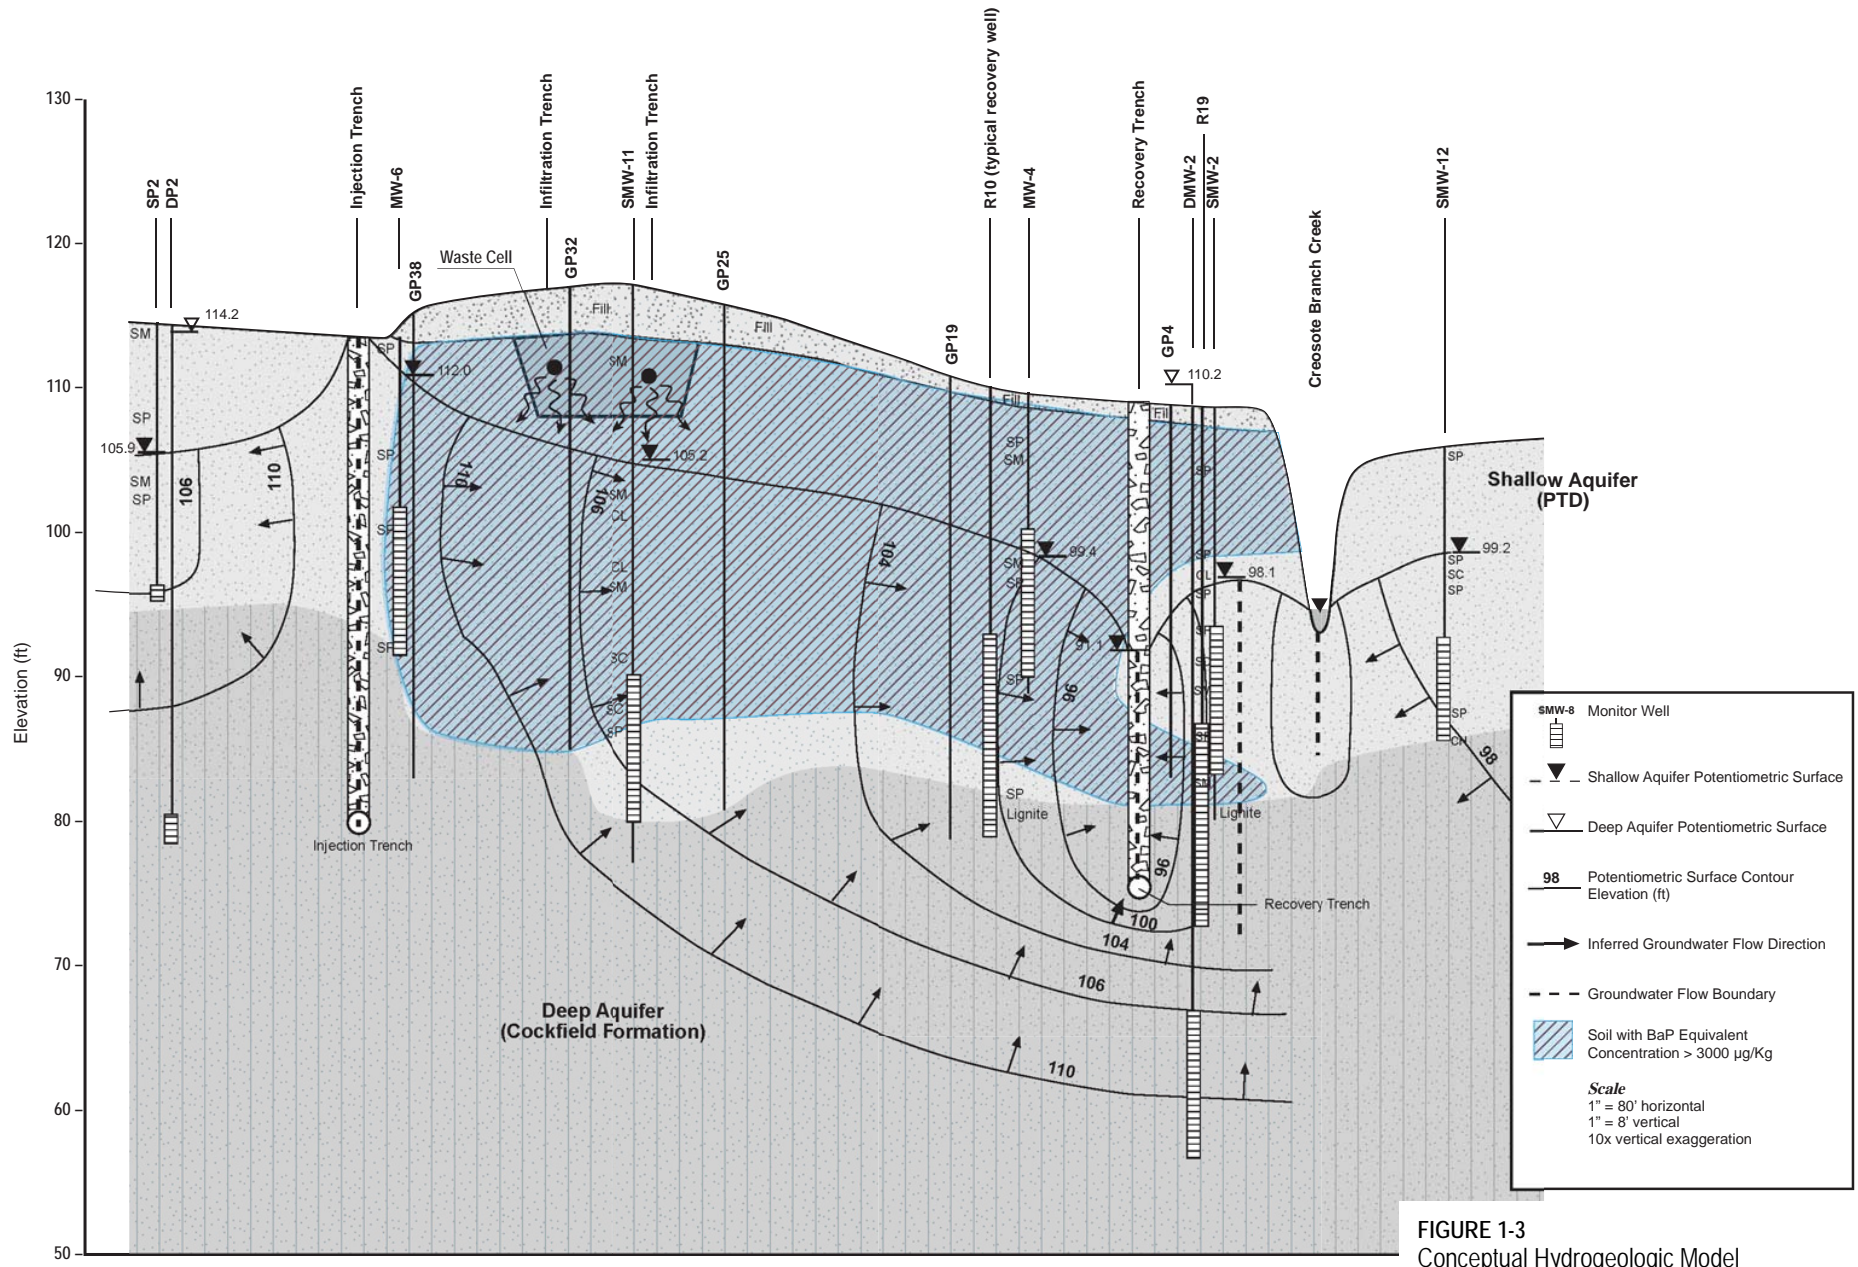 130
120
110
100
90
80
70
60
50
Elevation (ft)
SP2
DP2
Injection Trench
MW-6
GP38
Infiltration Trench
GP32
SMW-11
Infiltration Trench
GP25
GP19
R10 (typical recovery well)
MW-4
Recovery Trench
GP4
DMW-2
R19
SMW-2
Creosote Branch Creek
SMW-12
Waste Cell
114.2
SM
SP
105.9
SM
SP
106
110
SP
112.0
SP
SP
SP
Fill
Fill
SM
105.2
110
106
SM
CL
CL
SM
SC
SC
SP
104
Fill
SP
SM
99.4
SM
SP
SP
91.1
96
SP
Lignite
Fill
110.2
SP
SP
CL
SP
98.1
SP
SM
Lignite
96
100
104
106
110
Injection Trench
Recovery Trench
SP
99.2
SP
SC
SP
SP
CH
98
Shallow Aquifer
(PTD)
Deep Aquifer
(Cockfield Formation)
SMW-8
Monitor Well
Shallow Aquifer Potentiometric Surface
Deep Aquifer Potentiometric Surface
98
Potentiometric Surface Contour
Elevation (ft)
Inferred Groundwater Flow Direction
Groundwater Flow Boundary
Soil with BaP Equivalent
Concentration > 3000 µg/Kg
Scale
1” = 80’ horizontal
1” = 8’ vertical
10x vertical exaggeration
FIGURE 1-3
Conceptual Hydrogeologic Model